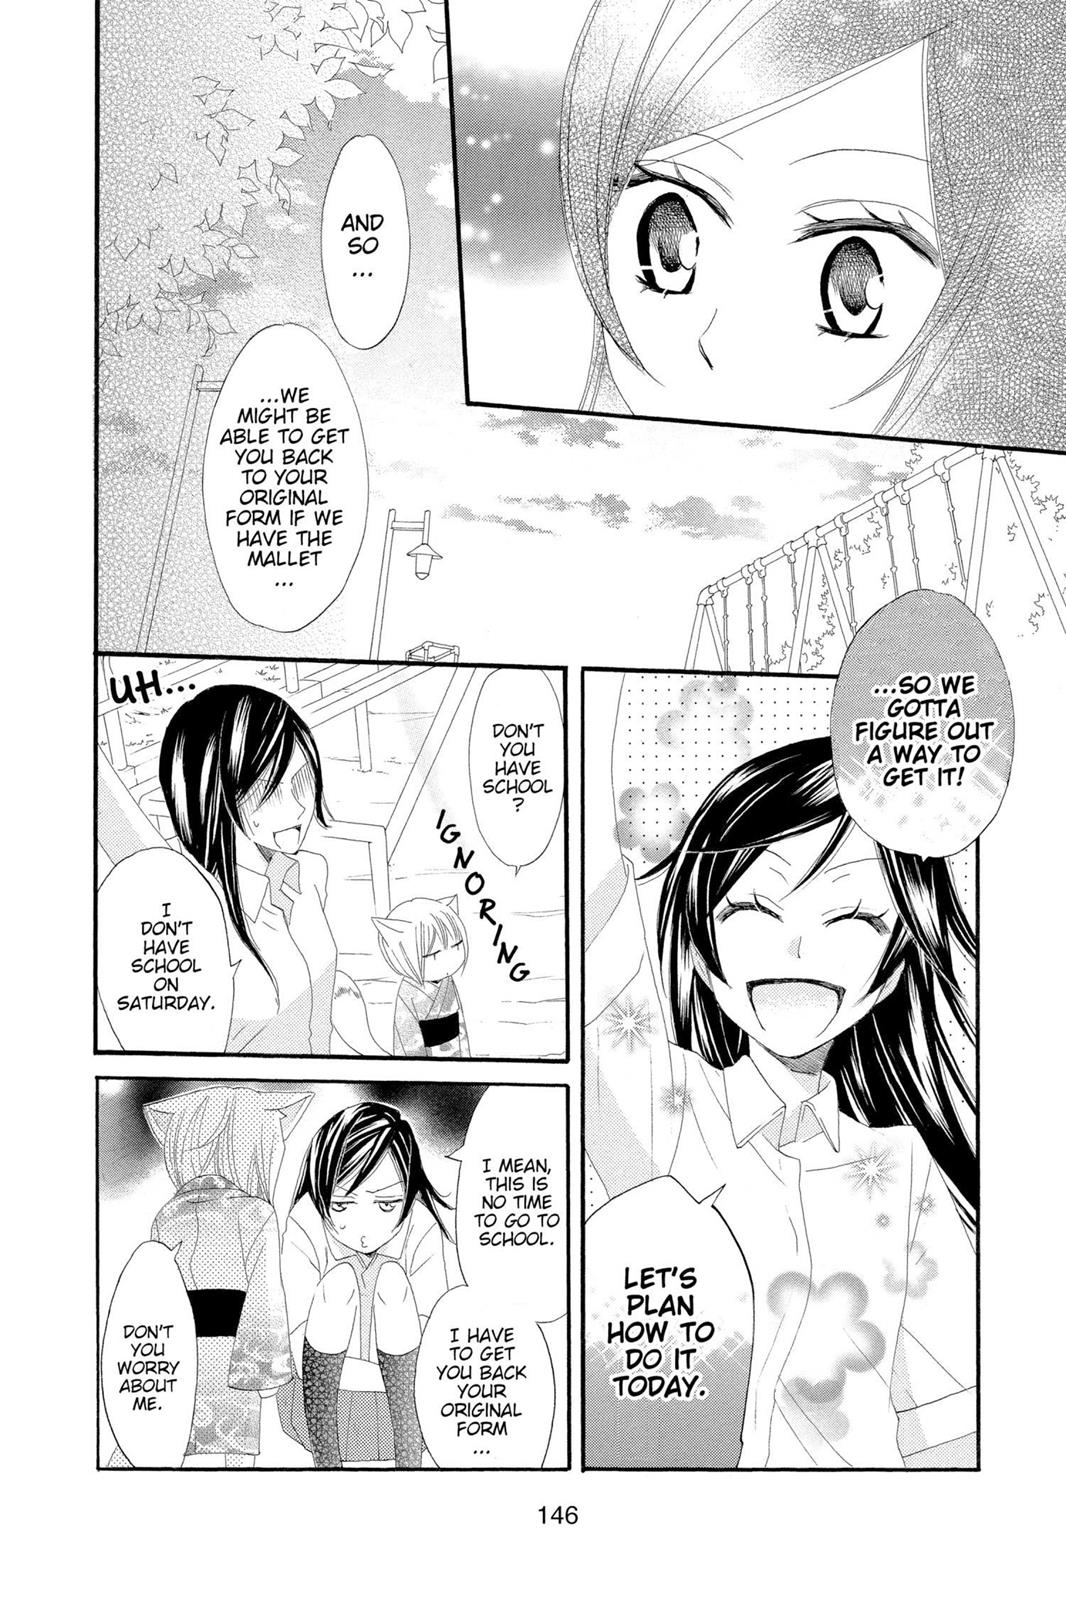 AND
SO
...
...WE
MIGHT BE
ABLE TO GET
YOU BACK
TO YOUR
ORIGINAL
FORM IF WE
HAVE THE
MALLET
...
...SO WE
GOTTA
FIGURE OUT
A WAY TO
GET IT!
LET'S
PLAN
HOW TO
DO IT
TODAY.
DON'T
YOU
HAVE
SCHOOL
?
IGNORING
UH...
I
DON'T
HAVE
SCHOOL
ON
SATURDAY.
I MEAN,
THIS IS
NO TIME
TO GO TO
SCHOOL.
I HAVE
TO GET
YOU BACK
YOUR
ORIGINAL
FORM
...
DON'T
YOU
WORRY
ABOUT
ME.
146